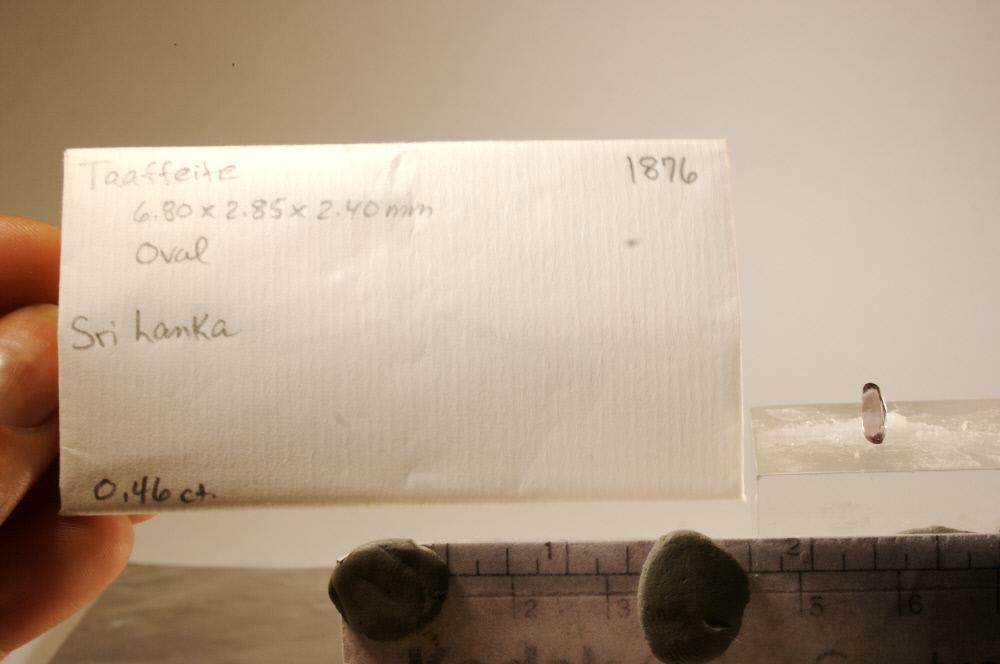 Taaffeite 1876
6.80 x 2.85 x 2.40 mm
Oval
Sri Lanka
0.46 ct.
1 2
2 3 5 6